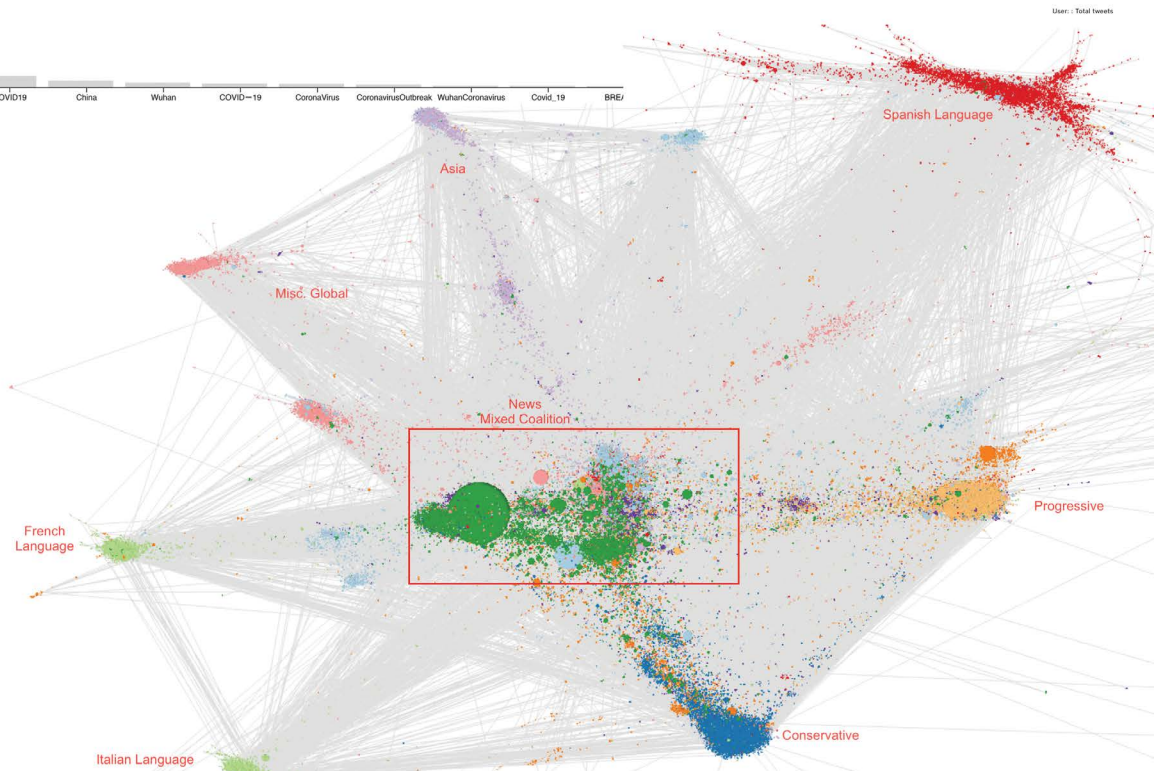 User: : Total tweets
OVID19
China
Wuhan
COVID−19
CoronaVirus
CoronavirusOutbreak
WuhanCoronavirus
Covid_19
BREA
Spanish Language
Asia
Misc. Global
News
Mixed Coalition
French
Language
Progressive
Conservative
Italian Language